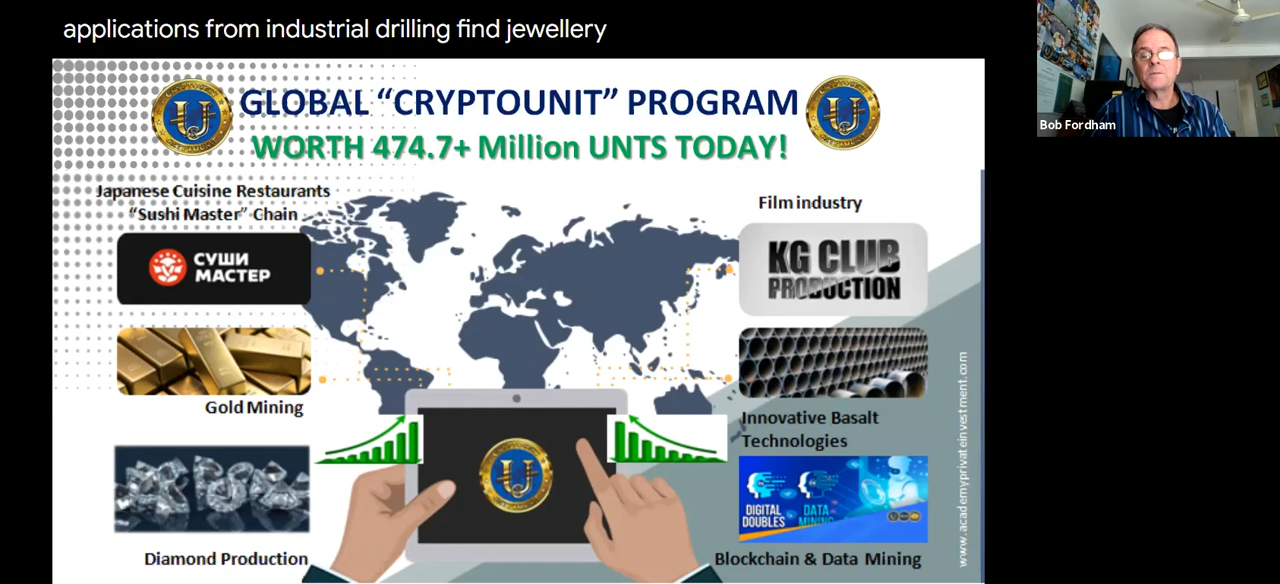 applications from industrial drilling find jewellery
Bob Fordham
GLOBAL “CRYPTOUNIT” PROGRAM
WORTH 474.7+ Million UNTS TODAY!
Japanese Cuisine Restaurants
“Sushi Master” Chain
СУШИ
МАСТЕР
Gold Mining
Diamond Production
Film industry
KG CLUB
PRODUCTION
Innovative Basalt
Technologies
DIGITAL
DOUBLES
DATA
MINING
Blockchain & Data Mining
www.academyprivateinvestment.com